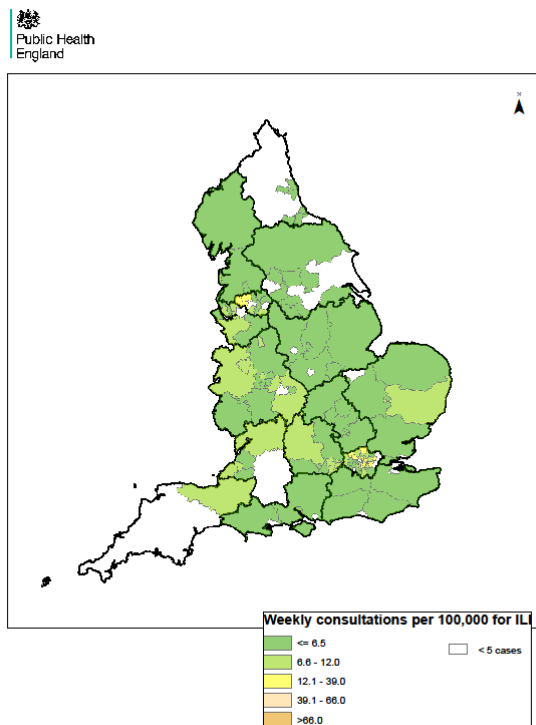 Public Health
England
N
Weekly consultations per 100,000 for ILI
<= 6.5
< 5 cases
6.6 - 12.0
12.1 - 39.0
39.1 - 66.0
>66.0